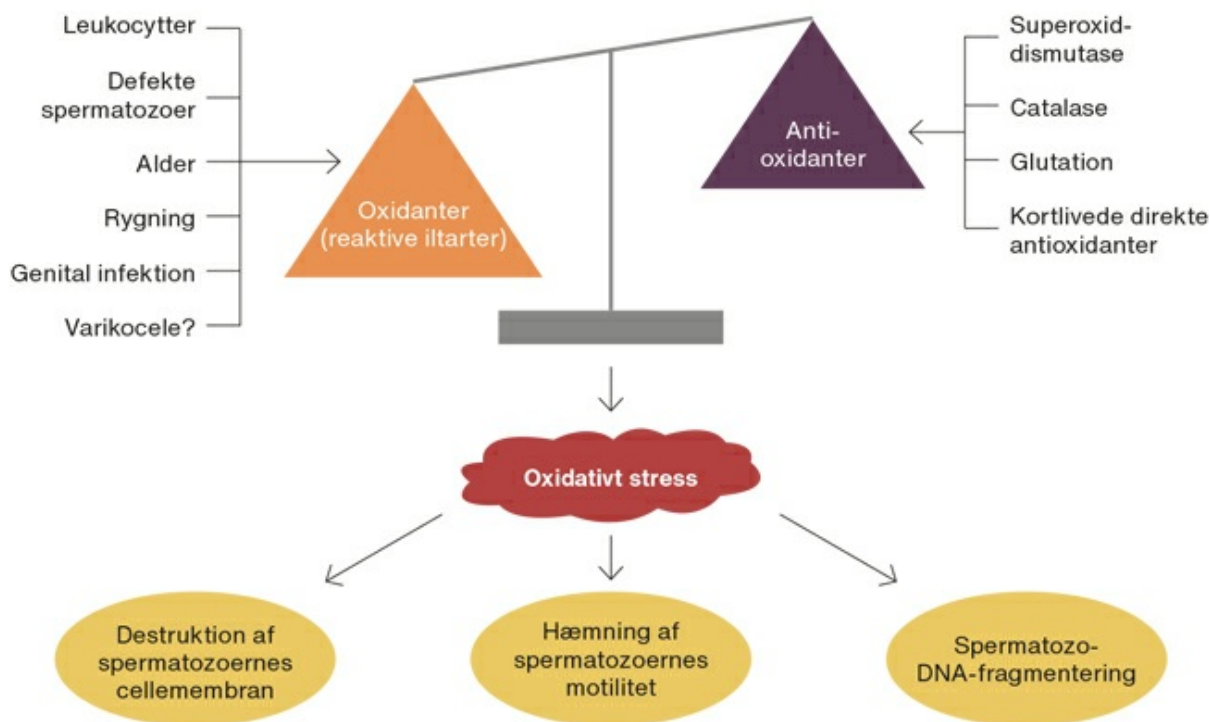 Leukocytter
Defekte
spermatozoer
Alder
Rygning
Genital infektion
Varikocele?
Oxidanter
(reaktive iltarter)
Anti-
oxidanter
Superoxid-
dismutase
Catalase
Glutation
Kortlivede direkte
antioxidanter
Oxidativt stress
Destruktion af
spermatozoernes
cellemembran
Hæmning af
spermatozoernes
motilitet
Spermatozo-
DNA-fragmentering